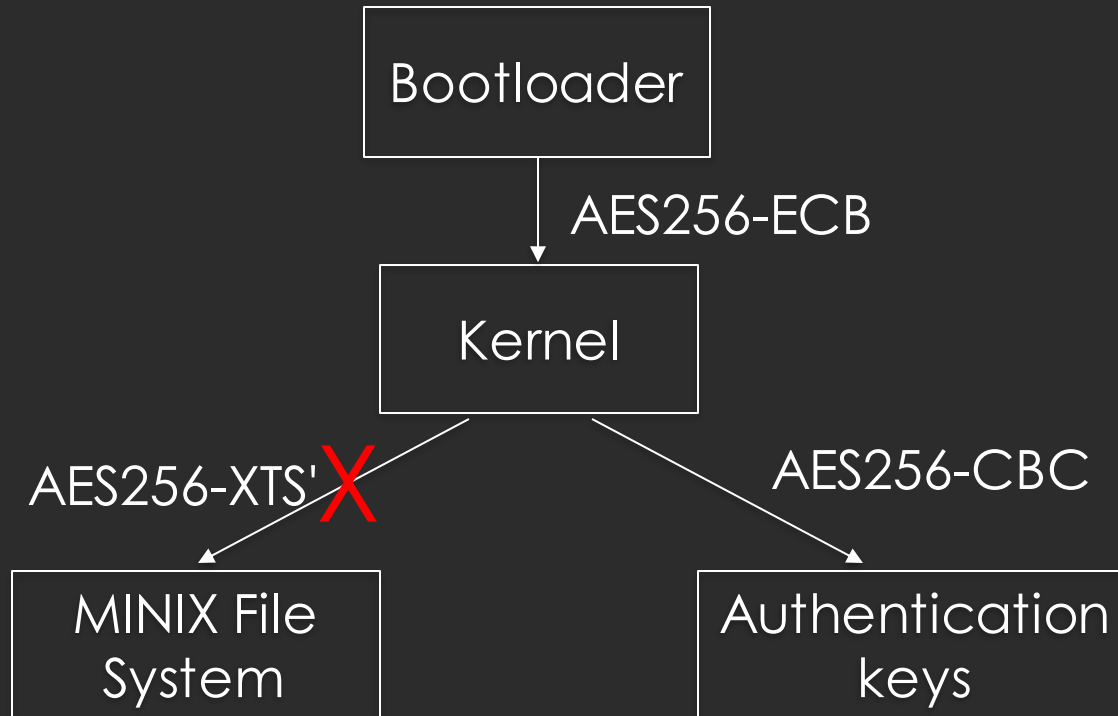 Bootloader
AES256-ECB
Kernel
AES256-XTS'
X
AES256-CBC
MINIX File
System
Authentication
keys